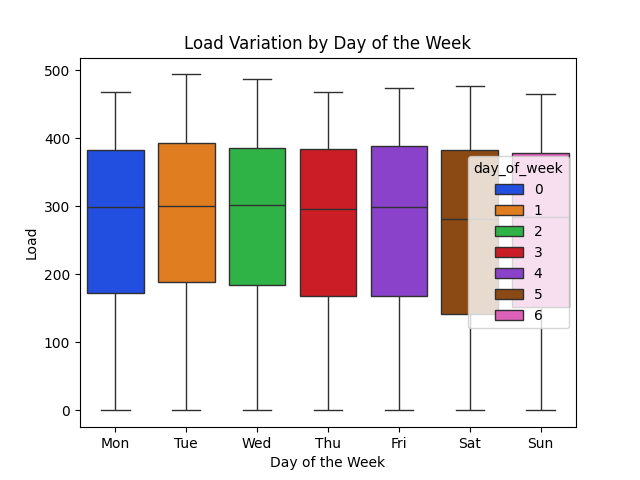 Load Variation by Day of the Week
500
400
300
200
100
0
Load
day_of_week
0
1
2
3
4
5
6
Mon Tue Wed Thu Fri Sat Sun
Day of the Week